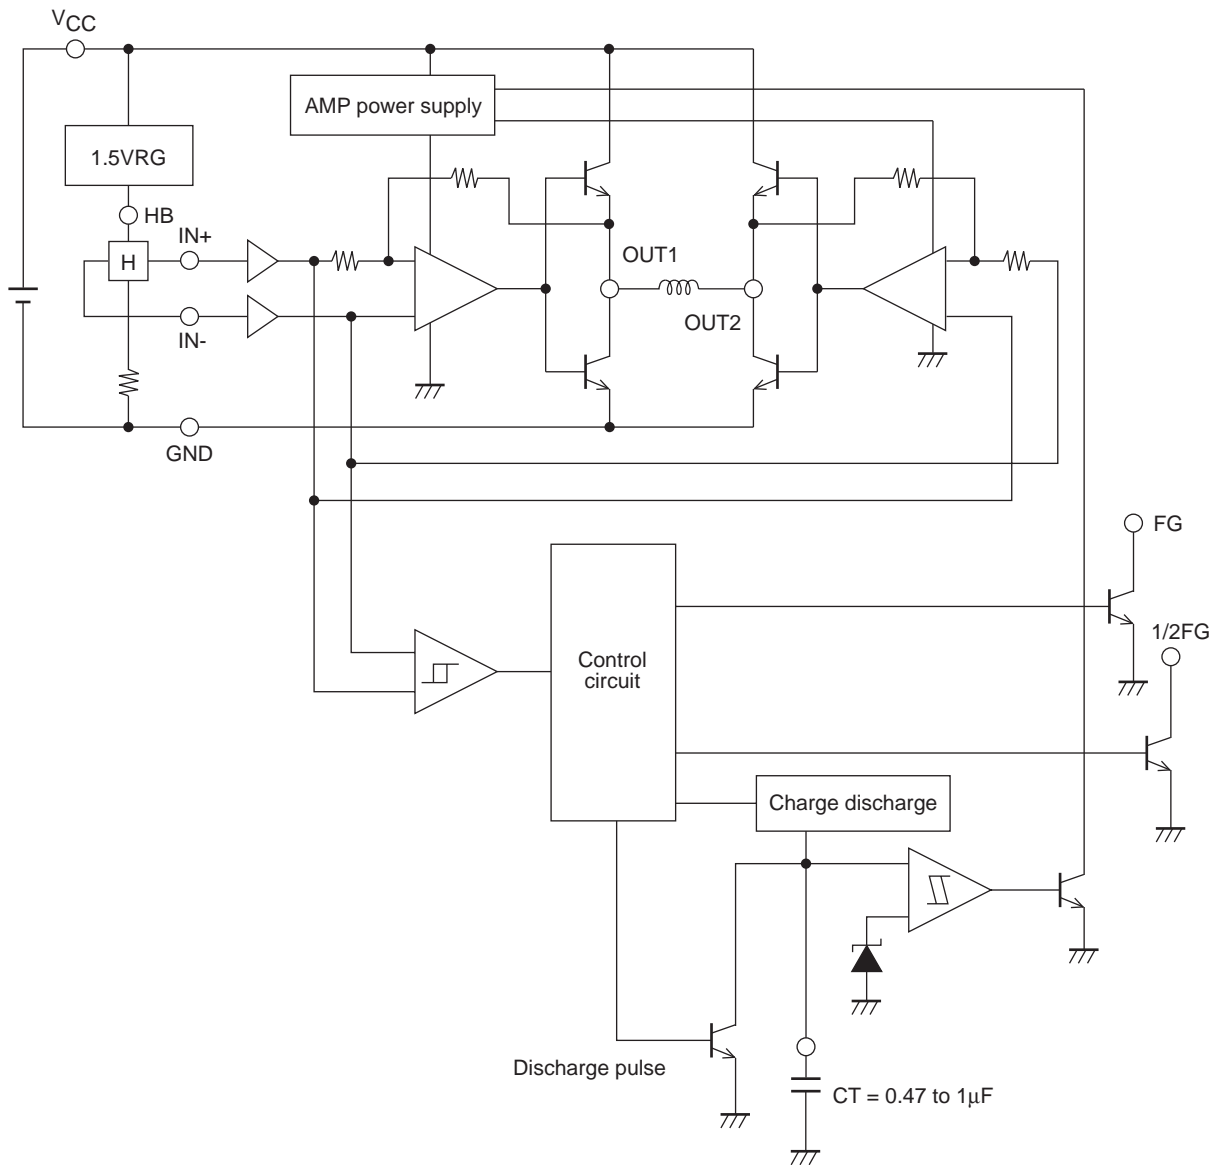 VCC
AMP power supply
1.5VRG
HB
IN+
H
OUT1
OUT2
IN-
GND
FG
1/2FG
Control
circuit
Charge discharge
Discharge pulse
CT = 0.47 to 1μF